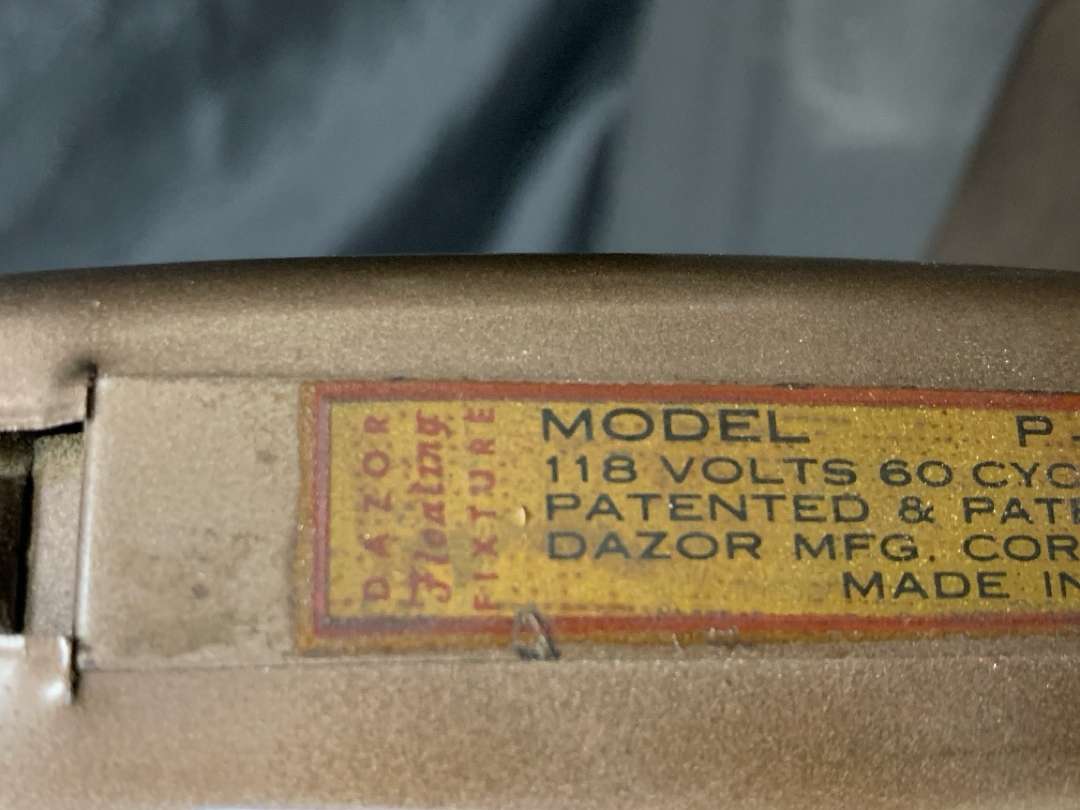 DAZOR
Floating
FIXTURE
MODEL P-
118 VOLTS 60 CYC
PATENTED & PATE
DAZOR MFG. COR
MADE IN